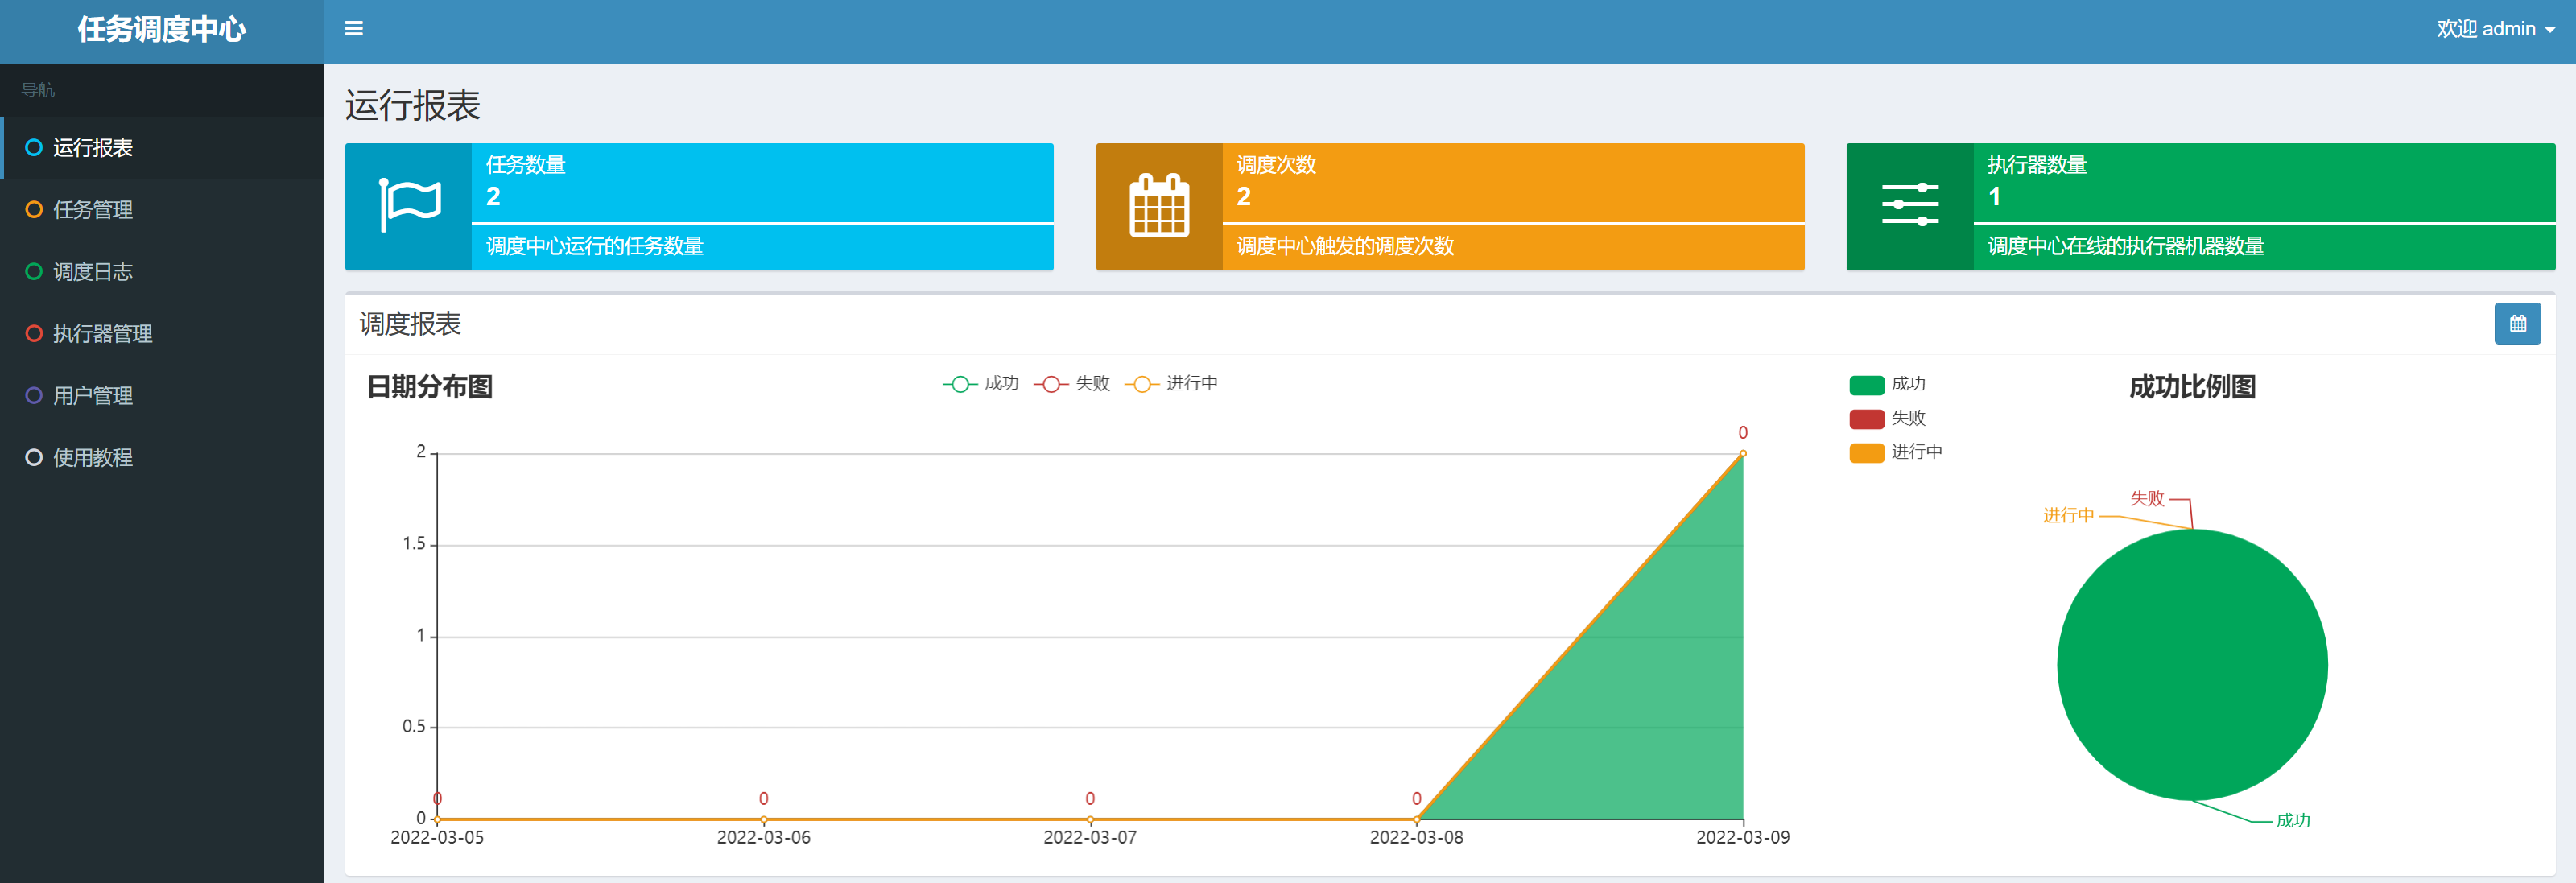 任务调度中心
欢迎 admin
导航
运行报表
任务管理
调度日志
执行器管理
用户管理
使用教程
运行报表
任务数量
2
调度中心运行的任务数量
调度次数
2
调度中心触发的调度次数
执行器数量
1
调度中心在线的执行器机器数量
调度报表
日期分布图
成功 失败 进行中
2
1.5
1
0.5
0
0 0 0 0 0
2022-03-05 2022-03-06 2022-03-07 2022-03-08 2022-03-09
成功比例图
成功
失败
进行中
失败
进行中
成功